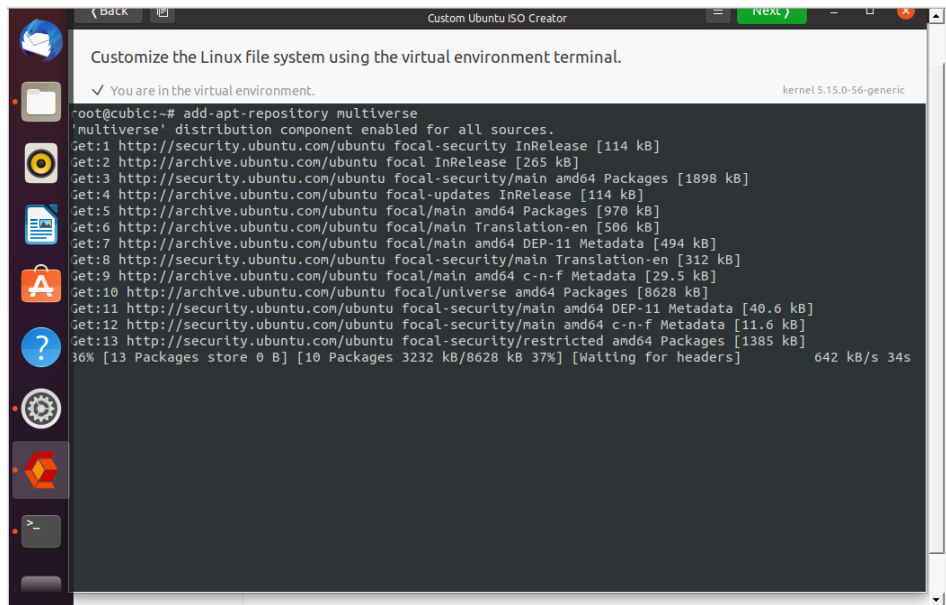 ❬Back
Custom Ubuntu ISO Creator
Next❭
Customize the Linux file system using the virtual environment terminal.
✓ You are in the virtual environment.
kernel 5.15.0-56-generic
root@cubic:~# add-apt-repository multiverse
'multiverse' distribution component enabled for all sources.
Get:1 http://security.ubuntu.com/ubuntu focal-security InRelease [114 kB]
Get:2 http://archive.ubuntu.com/ubuntu focal InRelease [265 kB]
Get:3 http://security.ubuntu.com/ubuntu focal-security/main amd64 Packages [1898 kB]
Get:4 http://archive.ubuntu.com/ubuntu focal-updates InRelease [114 kB]
Get:5 http://archive.ubuntu.com/ubuntu focal/main amd64 Packages [970 kB]
Get:6 http://archive.ubuntu.com/ubuntu focal/main Translation-en [506 kB]
Get:7 http://archive.ubuntu.com/ubuntu focal/main amd64 DEP-11 Metadata [494 kB]
Get:8 http://security.ubuntu.com/ubuntu focal-security/main Translation-en [312 kB]
Get:9 http://archive.ubuntu.com/ubuntu focal/main amd64 c-n-f Metadata [29.5 kB]
Get:10 http://archive.ubuntu.com/ubuntu focal/universe amd64 Packages [8628 kB]
Get:11 http://security.ubuntu.com/ubuntu focal-security/main amd64 DEP-11 Metadata [40.6 kB]
Get:12 http://security.ubuntu.com/ubuntu focal-security/main amd64 c-n-f Metadata [11.6 kB]
Get:13 http://security.ubuntu.com/ubuntu focal-security/restricted amd64 Packages [1385 kB]
36% [13 Packages store 0 B] [10 Packages 3232 kB/8628 kB 37%] [Waiting for headers] 642 kB/s 34s